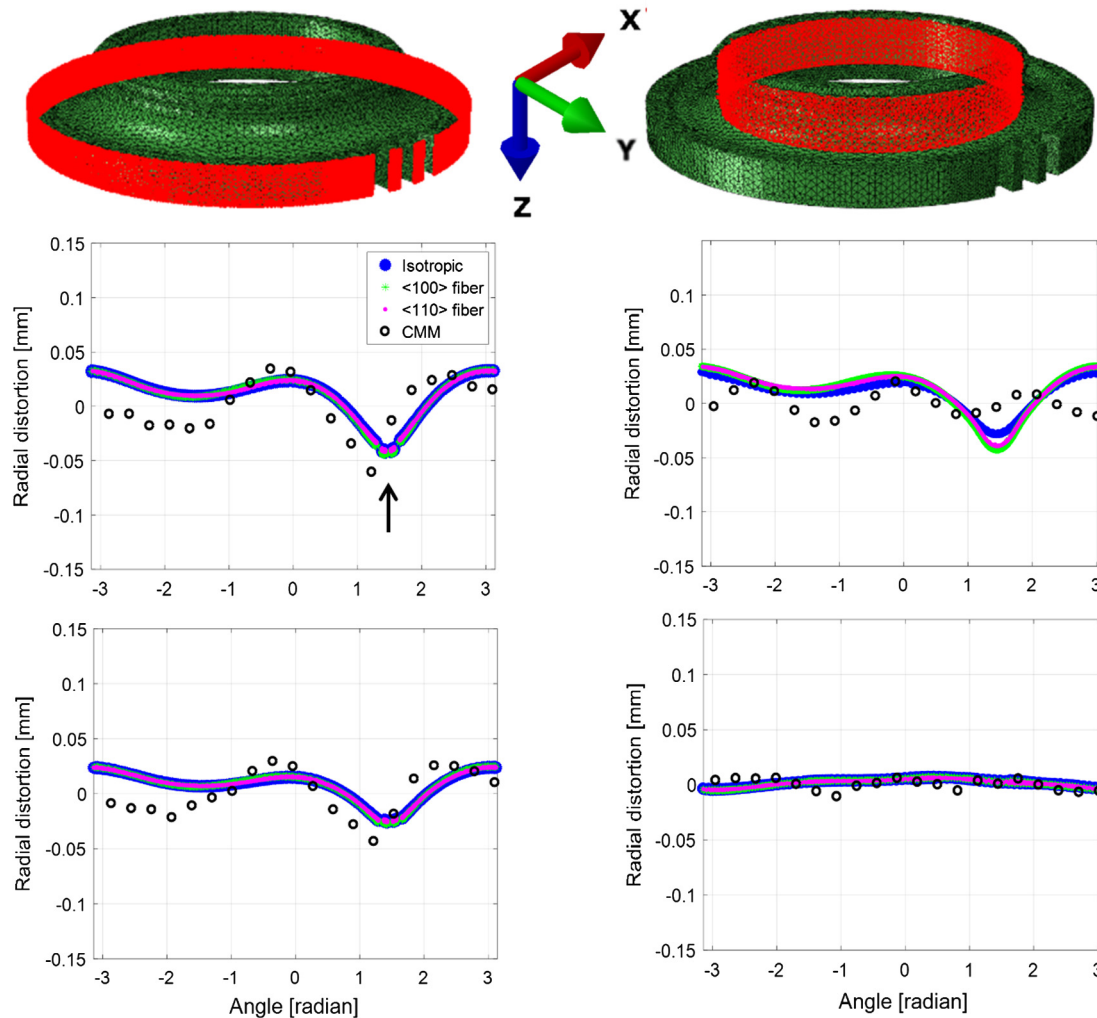 X
Y
Z
0.15
0.1
0.05
0
-0.05
-0.1
-0.15
Radial distortion [mm]
Isotropic
<100> fiber
<110> fiber
CMM
-3 -2 -1 0 1 2 3
0.1
0.05
0
-0.05
-0.1
-0.15
Radial distortion [mm]
-3 -2 -1 0 1 2 3
0.15
0.1
0.05
0
-0.05
-0.1
-0.15
Radial distortion [mm]
-3 -2 -1 0 1 2 3
Angle [radian]
0.15
0.1
0.05
0
-0.05
-0.1
-0.15
Radial distortion [mm]
-3 -2 -1 0 1 2 3
Angle [radian]